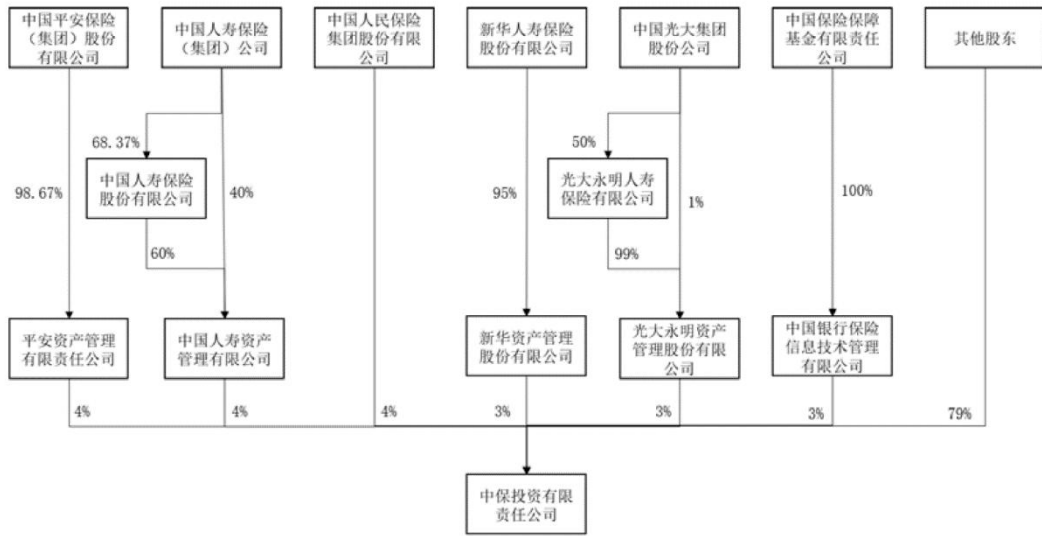 中国平安保险
（集团）股份
有限公司
中国人寿保险
（集团）公司
中国人民保险
集团股份有限
公司
新华人寿保险
股份有限公司
中国光大集团
股份公司
中国保险保障
基金有限责任
公司
其他股东
68.37%
50%
中国人寿保险
股份有限公司
光大永明人寿
保险有限公司
98.67%
40%
95%
1%
100%
60%
99%
平安资产管理
有限责任公司
中国人寿资产
管理有限公司
新华资产管理
股份有限公司
光大永明资产
管理股份有限
公司
中国银行保险
信息技术管理
有限公司
4%
4%
4%
3%
3%
3%
79%
中保投资有限
责任公司